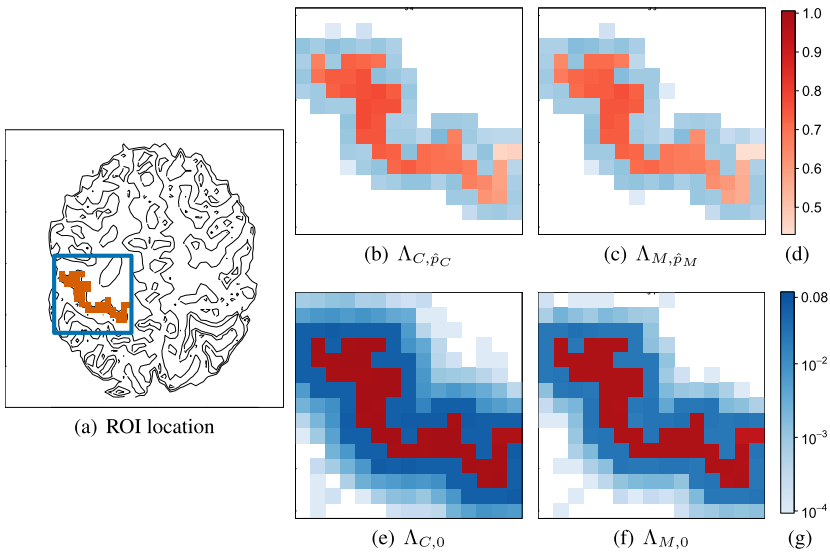 (a) ROI location
(b) Λ_{C,p̂_C}
(c) Λ_{M,p̂_M}
1.0
0.9
0.8
0.7
0.6
0.5
(d)
(e) Λ_{C,0}
(f) Λ_{M,0}
0.08
10⁻²
10⁻³
10⁻⁴
(g)